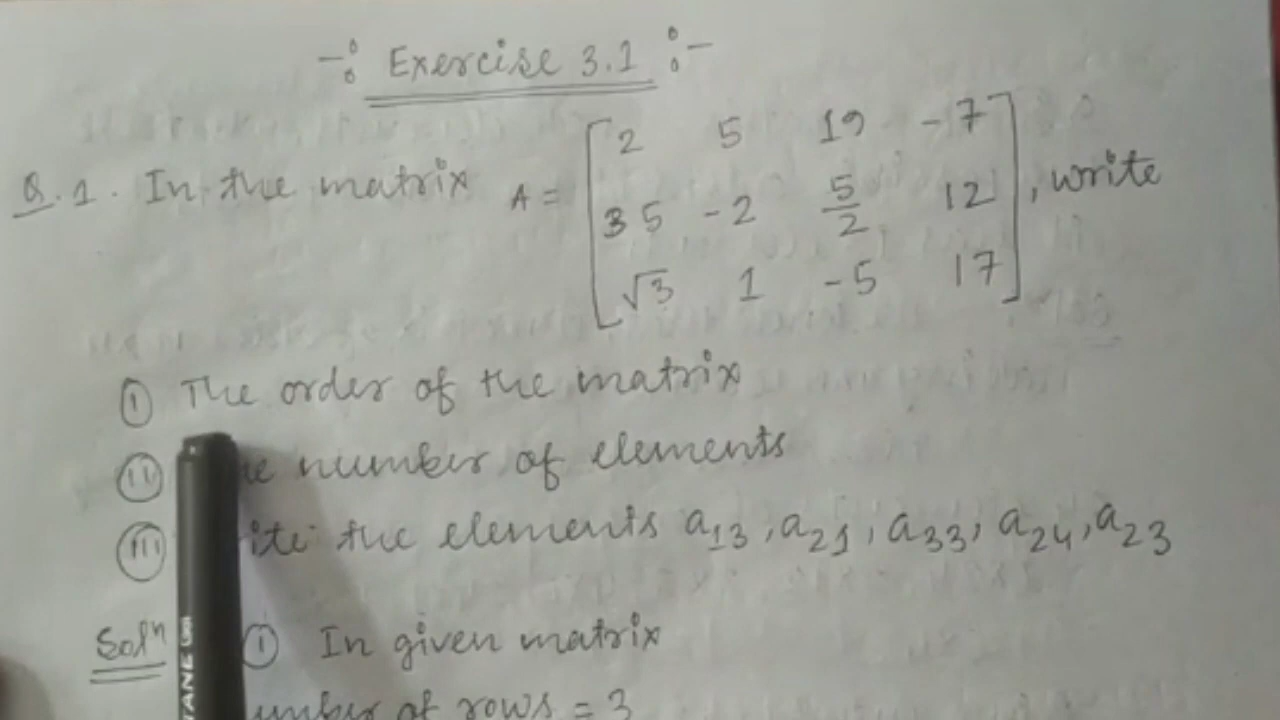 -: Exercise 3.1 :-
Q.1. In the matrix A = [2 5 19 -7
35 -2 5/2 12
√3 1 -5 17], write
(i) The order of the matrix
(ii) number of elements
(iii) the elements a13, a21, a33, a24, a23
Solⁿ (i) In given matrix
of rows = 3